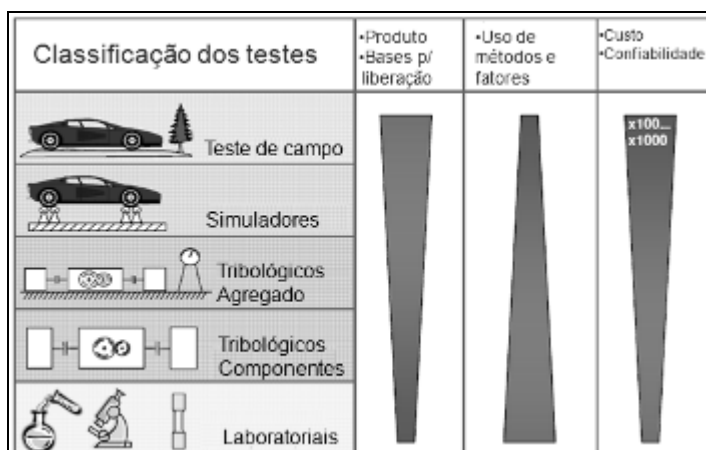 Classificação dos testes
•Produto
•Bases p/
liberação
•Uso de
métodos e
fatores
•Custo
•Confiabilidade
Teste de campo
x100...
x1000
Simuladores
Tribológicos
Agregado
Tribológicos
Componentes
Laboratoriais